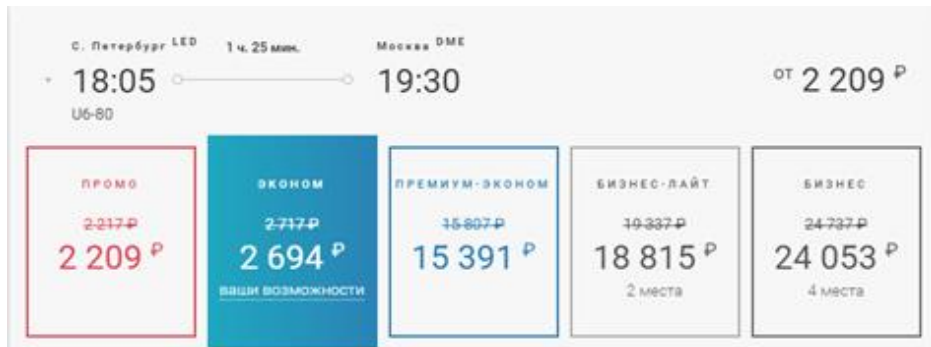 С. Петербург LED 1 ч. 25 мин. Москва DME
18:05 19:30 от 2 209 ₽
U6-80
ПРОМО ЭКОНОМ ПРЕМИУМ-ЭКОНОМ БИЗНЕС-ЛАЙТ БИЗНЕС
2 217 ₽ 2 717 ₽ 15 807 ₽ 19 337 ₽ 24 737 ₽
2 209 ₽ 2 694 ₽ 15 391 ₽ 18 815 ₽ 24 053 ₽
ваши возможности 2 места 4 места